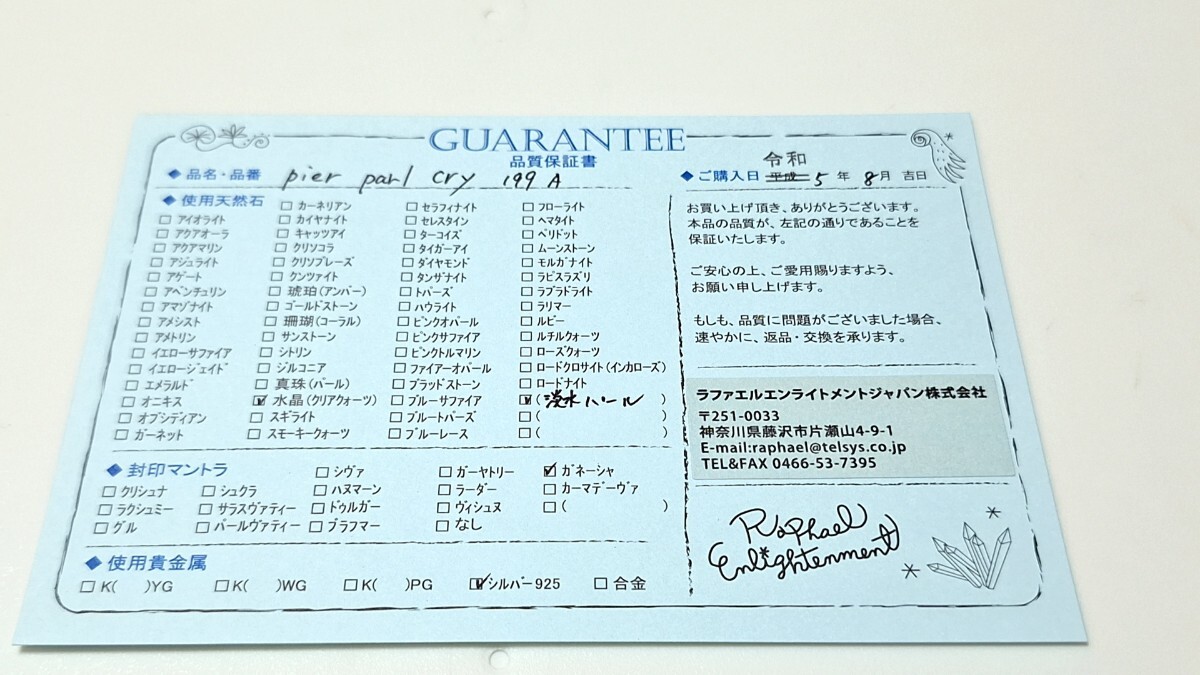 GUARANTEE
品質保証書
◆品名・品番 pier parl cry 199 A
令和
◆ご購入日 平成 5 年 8 月 吉日
◆使用天然石
□アイオライト
□アクアオーラ
□アクアマリン
□アジュライト
□アゲート
□アベンチュリン
□アマゾナイト
□アメシスト
□アメトリン
□イエローサファイア
□イエロージェイド
□エメラルド
□オニキス
□オブシディアン
□ガーネット
□カーネリアン
□カイヤナイト
□キャッツアイ
□クリソコラ
□クリソプレーズ
□クンツァイト
□琥珀(アンバー)
□ゴールドストーン
□珊瑚(コーラル)
□サンストーン
□シトリン
□ジルコニア
□真珠(パール)
☑水晶(クリアクォーツ)
□スギライト
□スモーキークォーツ
□セラフィナイト
□セレスタイン
□ターコイズ
□タイガーアイ
□ダイヤモンド
□タンザナイト
□トパーズ
□ハウライト
□ピンクオパール
□ピンクサファイア
□ピンクトルマリン
□ファイアーオパール
□ブラッドストーン
□ブルーサファイア
□ブルートパーズ
□ブルーレース
□フローライト
□ヘマタイト
□ペリドット
□ムーンストーン
□モルガナイト
□ラピスラズリ
□ラブラドライト
□ラリマー
□ルビー
□ルチルクォーツ
□ローズクォーツ
□ロードクロサイト(インカローズ)
□ロードナイト
☑(淡水パール)
□( )
□( )
◆封印マントラ
□クリシュナ
□ラクシュミー
□グル
□シュクラ
□サラスヴァティー
□パールヴァティー
□シヴァ
□ハヌマーン
□ドゥルガー
□ブラフマー
□ガーヤトリー
□ラーダー
□ヴィシュヌ
□なし
☑ガネーシャ
□カーマデーヴァ
□( )
◆使用貴金属
□K( )YG □K( )WG □K( )PG ☑シルバー925 □合金
お買い上げ頂き、ありがとうございます。
本品の品質が、左記の通りであることを
保証いたします。
ご安心の上、ご愛用賜りますよう、
お願い申し上げます。
もしも、品質に問題がございました場合、
速やかに、返品・交換を承ります。
ラファエルエンライトメントジャパン株式会社
〒251-0033
神奈川県藤沢市片瀬山4-9-1
E-mail:raphael@telsys.co.jp
TEL&FAX 0466-53-7395
Raphael
Enlightenment